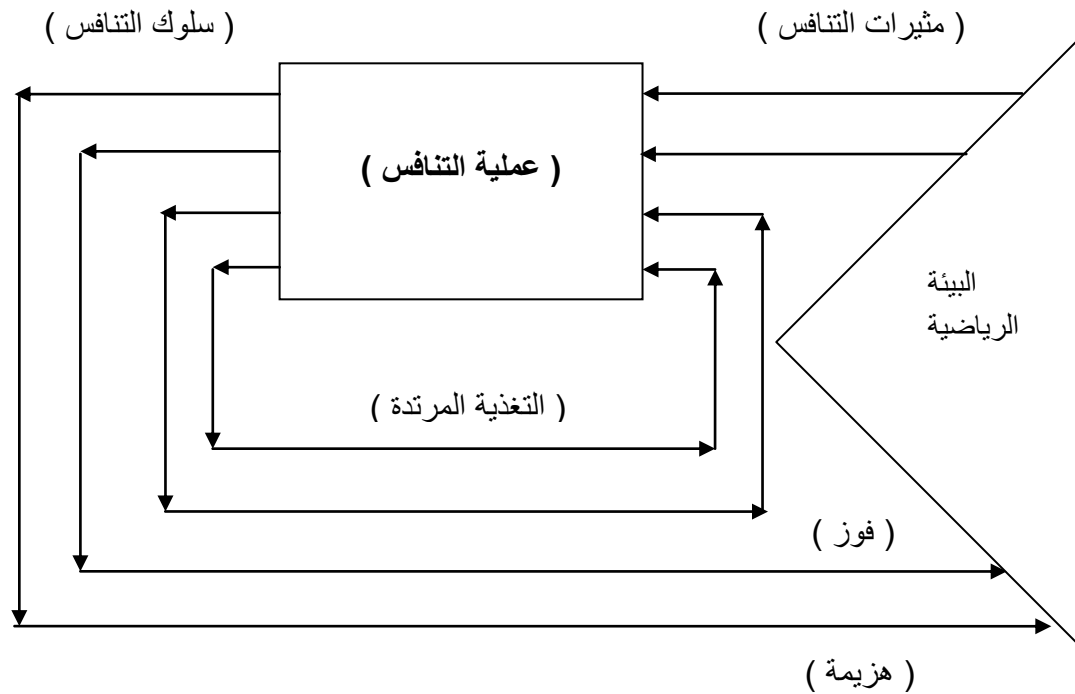 ( مثيرات التنافس )
( سلوك التنافس )
( عملية التنافس )
البيئة
الرياضية
( التغذية المرتدة )
( فوز )
( هزيمة )